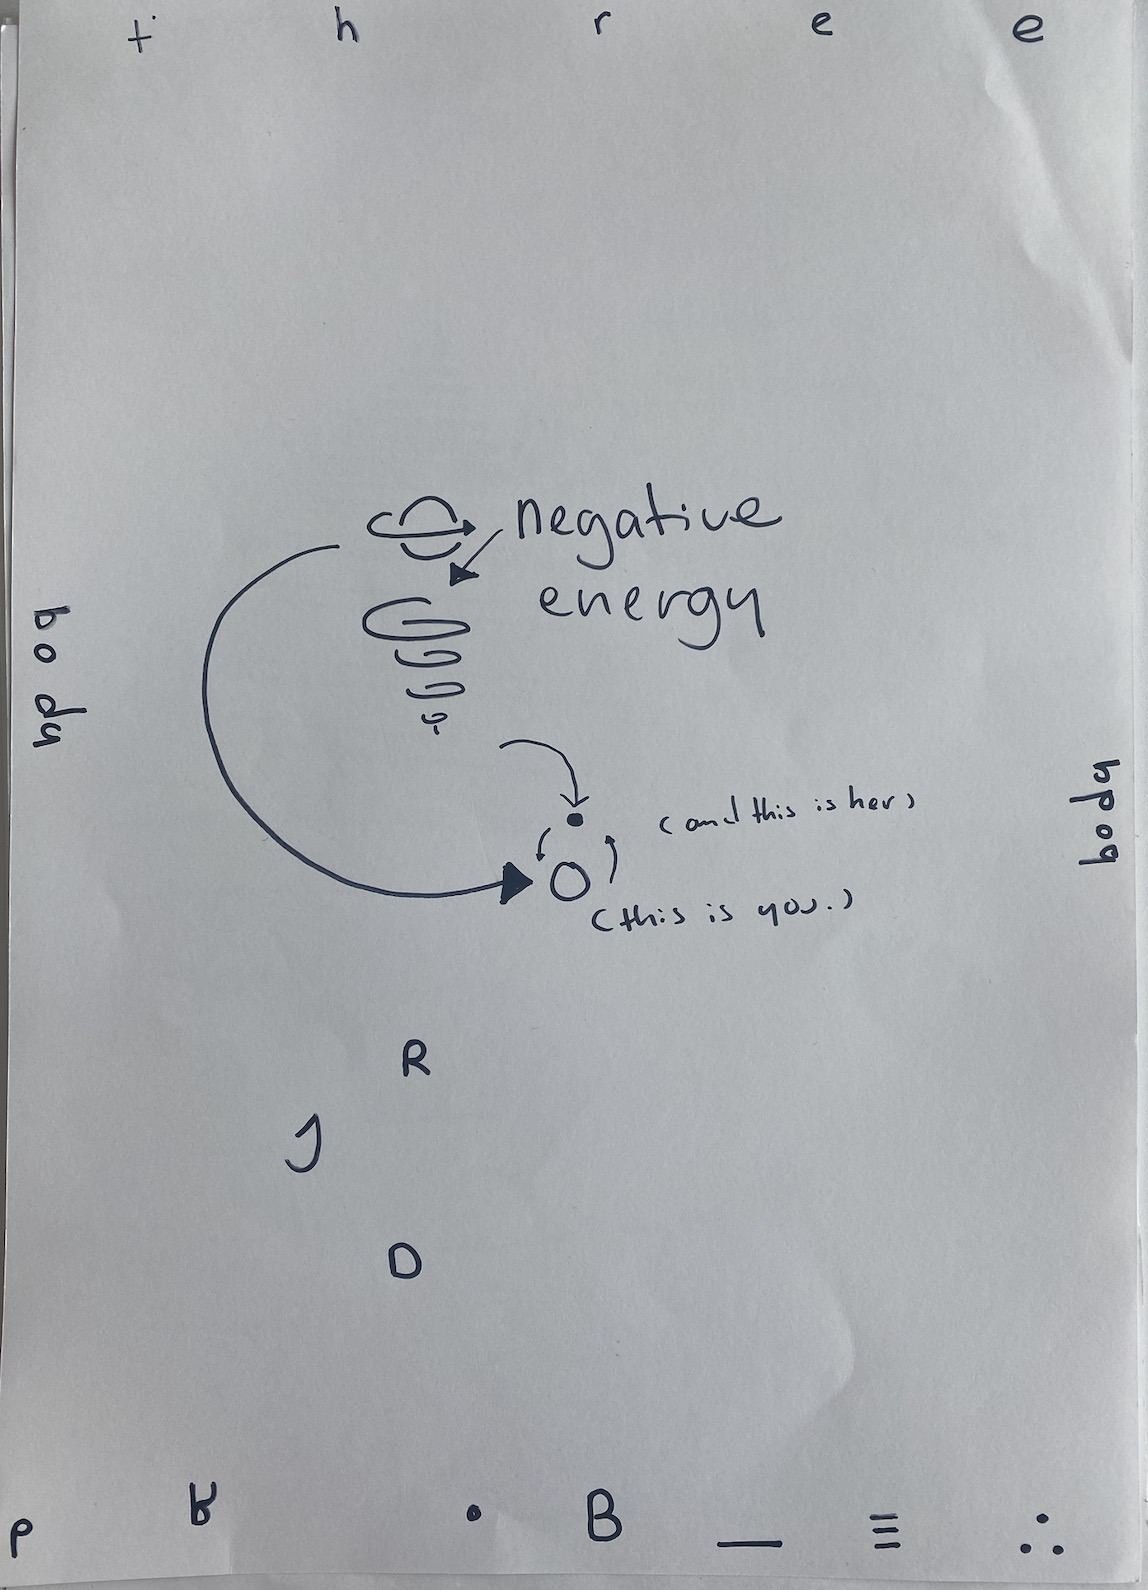 t h r e e
negative
energy
body
body
(and this is her)
(this is you.)
R
J
D
B